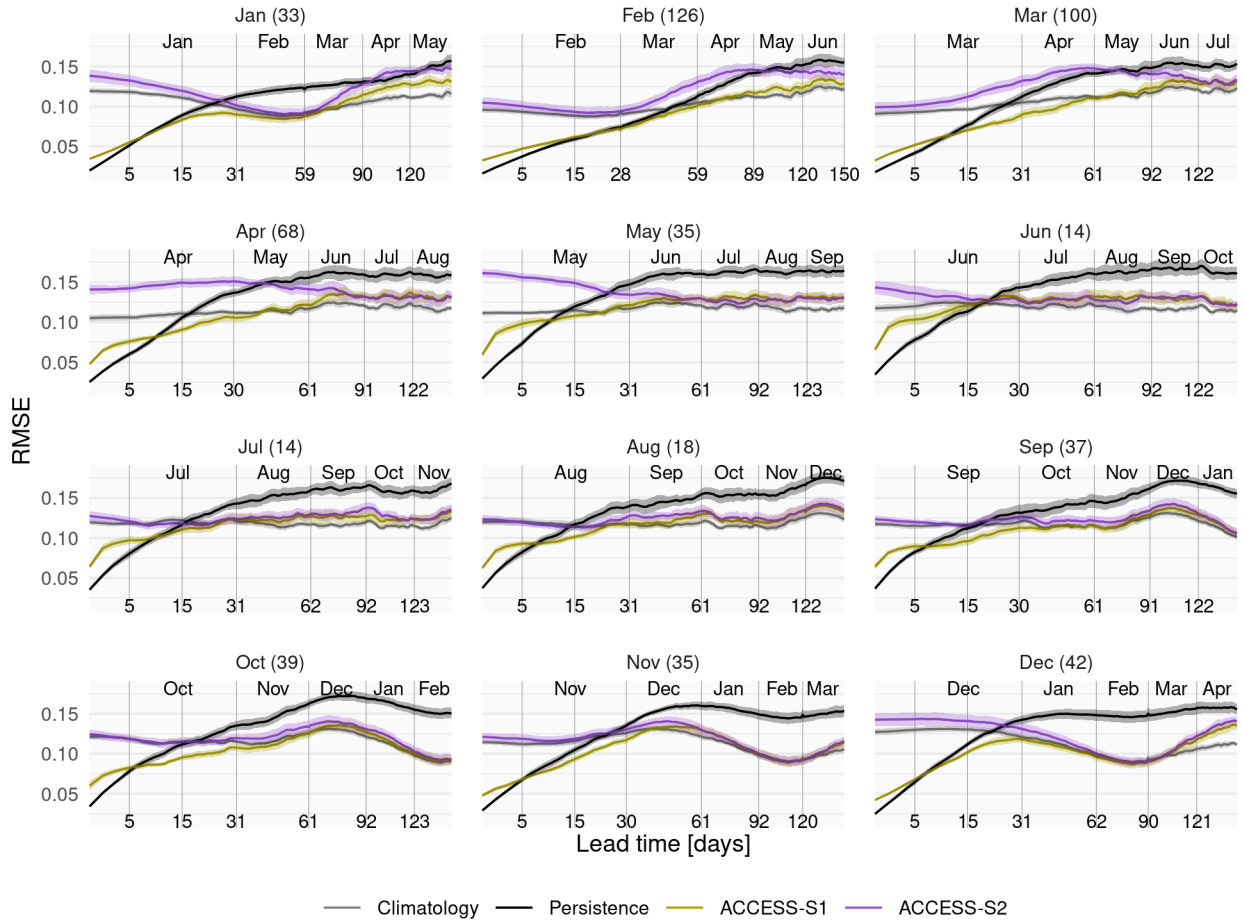 Jan (33) Feb (126) Mar (100)
Jan Feb Mar Apr May Feb Mar Apr May Jun Mar Apr May Jun Jul
0.15
0.10
0.05
5 15 31 59 90 120 5 15 28 59 89 120 150 5 15 31 61 92 122
Apr (68) May (35) Jun (14)
Apr May Jun Jul Aug May Jun Jul Aug Sep Jun Jul Aug Sep Oct
0.15
0.10
0.05
5 15 30 61 92 122 5 15 31 61 92 123 5 15 30 61 92 122
RMSE
Jul (14) Aug (18) Sep (37)
Jul Aug Sep Oct Nov Aug Sep Oct Nov Dec Sep Oct Nov Dec Jan
0.15
0.10
0.05
5 15 31 62 92 123 5 15 31 61 92 122 5 15 30 61 91 122
Oct (39) Nov (35) Dec (42)
Oct Nov Dec Jan Feb Nov Dec Jan Feb Mar Dec Jan Feb Mar Apr
0.15
0.10
0.05
5 15 31 61 92 123 5 15 30 61 92 120 5 15 31 62 90 121
Lead time [days]
Climatology Persistence ACCESS-S1 ACCESS-S2